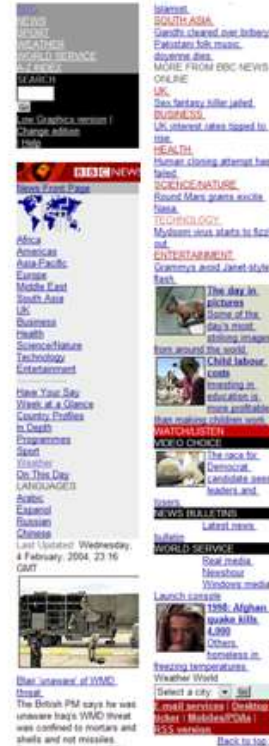 BBC
NEWS
SPORT
WEATHER
WORLD SERVICE
A-Z INDEX
SEARCH
Go
Low Graphics version |
Change edition
| Help
BBC NEWS
News Front Page
Africa
Americas
Asia-Pacific
Europe
Middle East
South Asia
UK
Business
Health
Science/Nature
Technology
Entertainment
Have Your Say
Week at a Glance
Country Profiles
In Depth
Programmes
Sport
Weather
On This Day
LANGUAGES
Arabic
Espanol
Russian
Chinese
Last Updated: Wednesday,
4 February, 2004, 23:16
GMT
Blair 'unaware' of WMD
threat
The British PM says he was
unaware Iraq's WMD threat
was confined to mortars and
shells and not missiles.
Islamist
SOUTH ASIA
Gandhi cleared over bribery
Pakistani folk music
doyenne dies
MORE FROM BBC NEWS
ONLINE
UK
Sex fantasy killer jailed
BUSINESS
UK interest rates tipped to
rise
HEALTH
Human cloning attempt has
failed
SCIENCE/NATURE
Round Mars grains excite
Nasa
TECHNOLOGY
Mydoom virus starts to fizzle
out
ENTERTAINMENT
Grammys avoid Janet-style
flash
The day in
pictures
Some of the
day's most
striking images
from around the world
Child labour
costs
Investing in
education is
more profitable
than making children work
WATCH/LISTEN
VIDEO CHOICE
The race for
Democrat
candidate sees
leaders and
losers
NEWS BULLETINS
Latest news
bulletin
WORLD SERVICE
Real media
Newshour
Windows media
Launch console
1998: Afghan
quake kills
4,000
Others
homeless in
freezing temperatures
Weather World
Select a city: Go
E-mail services | Desktop
ticker | Mobiles/PDAs |
RSS version
Back to top